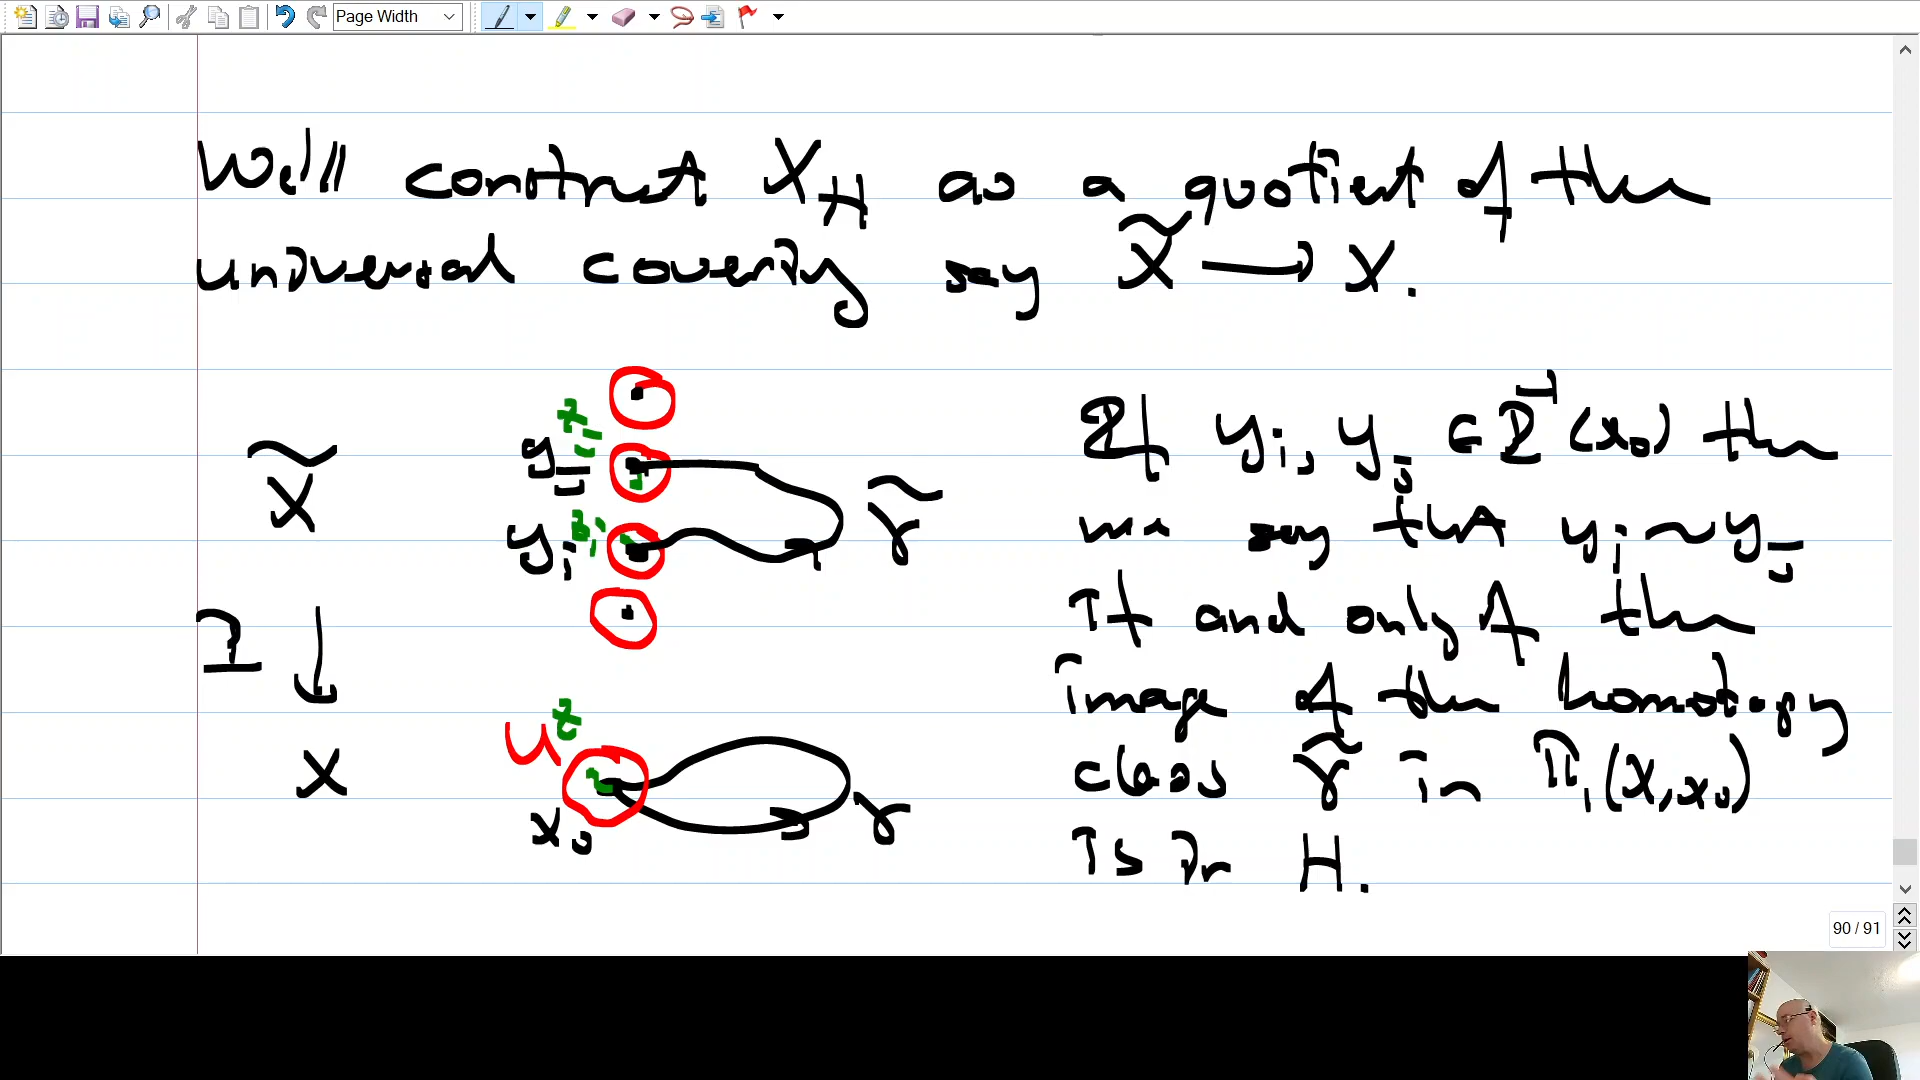 Page Width
We'll construct X_H as a quotient of the
universal covering say X̃ → X.
X̃
y_j z_j
y_i z_i
γ̃
p ↓
X
U z
x_0
γ
If y_i, y_j ∈ p^{-1}(x_0) then
we say that y_i ~ y_j
if and only if the
image of the homotopy
class γ̃ in π_1(X, x_0)
is in H.
90 / 91